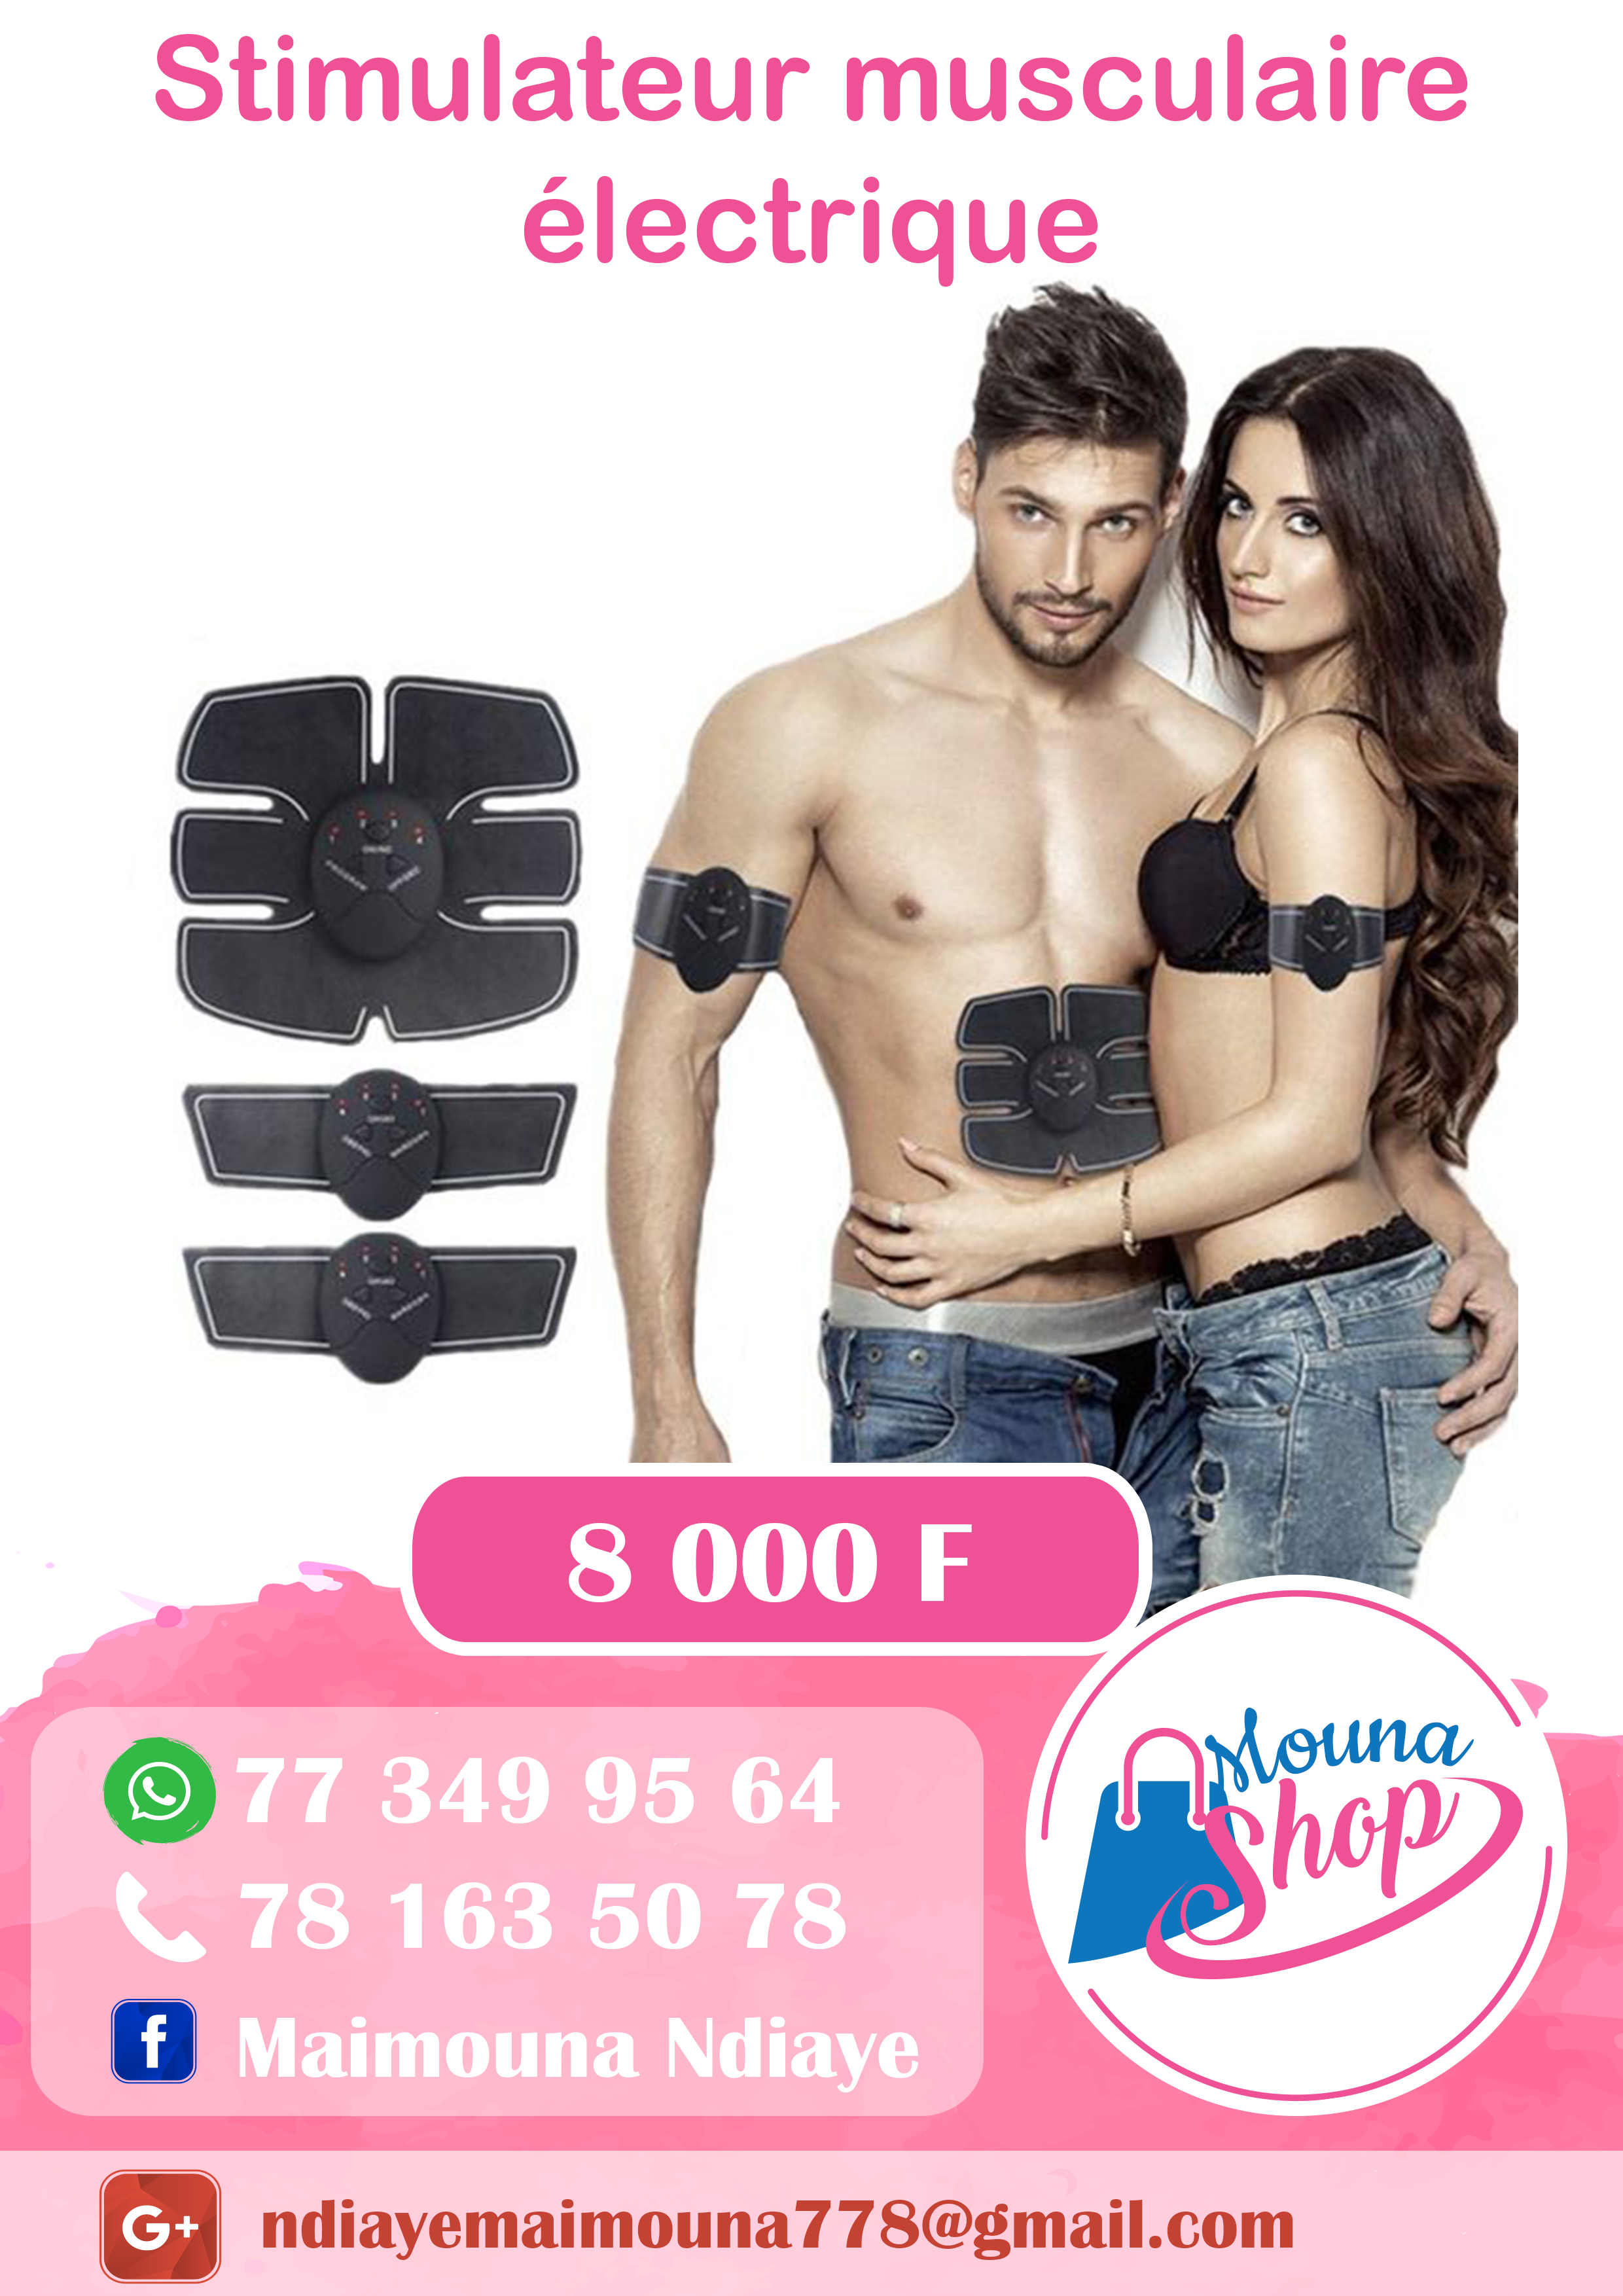 Stimulateur musculaire
électrique
8 000 F
77 349 95 64
78 163 50 78
f
Maimouna Ndiaye
Mouna
Shop
G+
ndiayemaimouna778@gmail.com